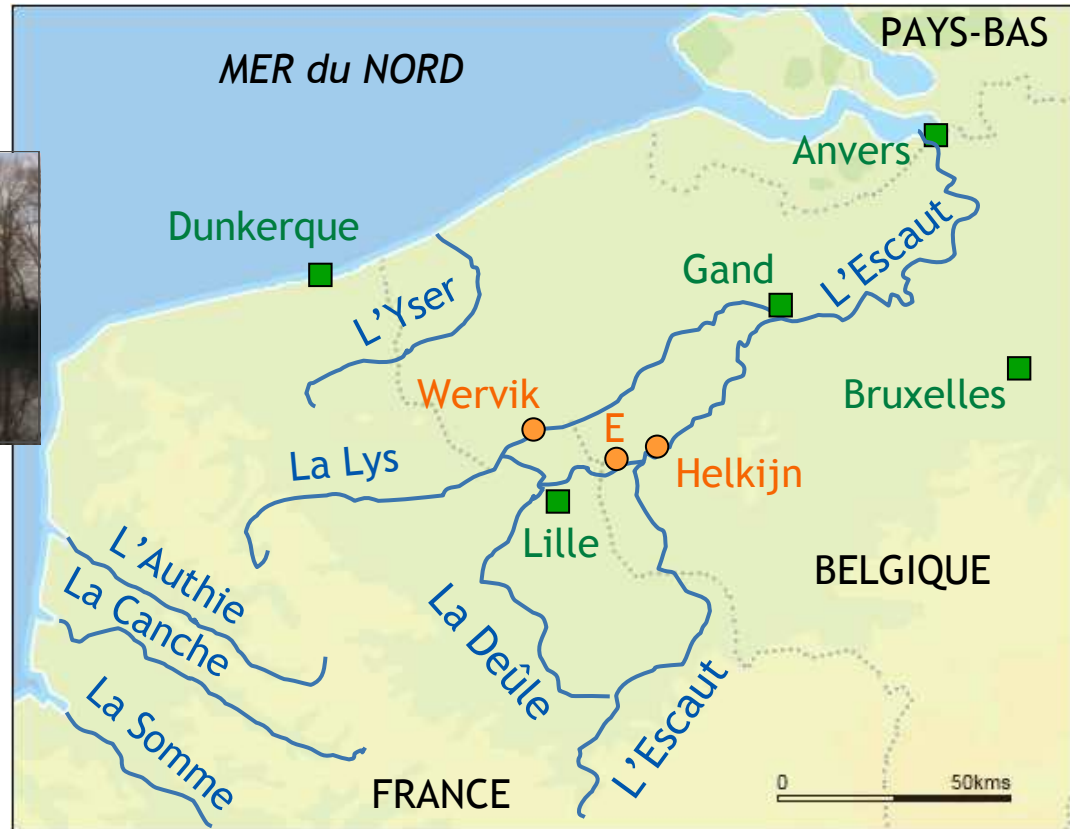 PAYS-BAS
MER du NORD
Anvers
Dunkerque
L'Escaut
Gand
L'Yser
Bruxelles
Wervik
E
La Lys
Helkijn
Lille
L'Authie
BELGIQUE
La Canche
La Deûle
La Somme
L'Escaut
FRANCE
0 50kms